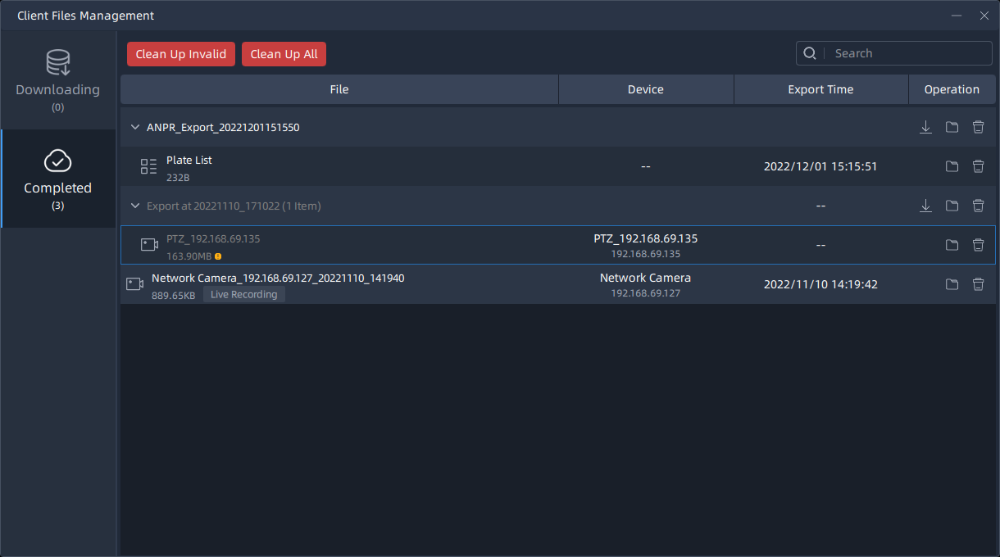 Client Files Management
Downloading
(0)
Completed
(3)
Clean Up Invalid
Clean Up All
Search
File
Device
Export Time
Operation
ANPR_Export_20221201151550
Plate List
232B
--
2022/12/01 15:15:51
Export at 20221110_171022 (1 Item)
--
PTZ_192.168.69.135
163.90MB
PTZ_192.168.69.135
192.168.69.135
--
Network Camera_192.168.69.127_20221110_141940
889.65KB
Live Recording
Network Camera
192.168.69.127
2022/11/10 14:19:42